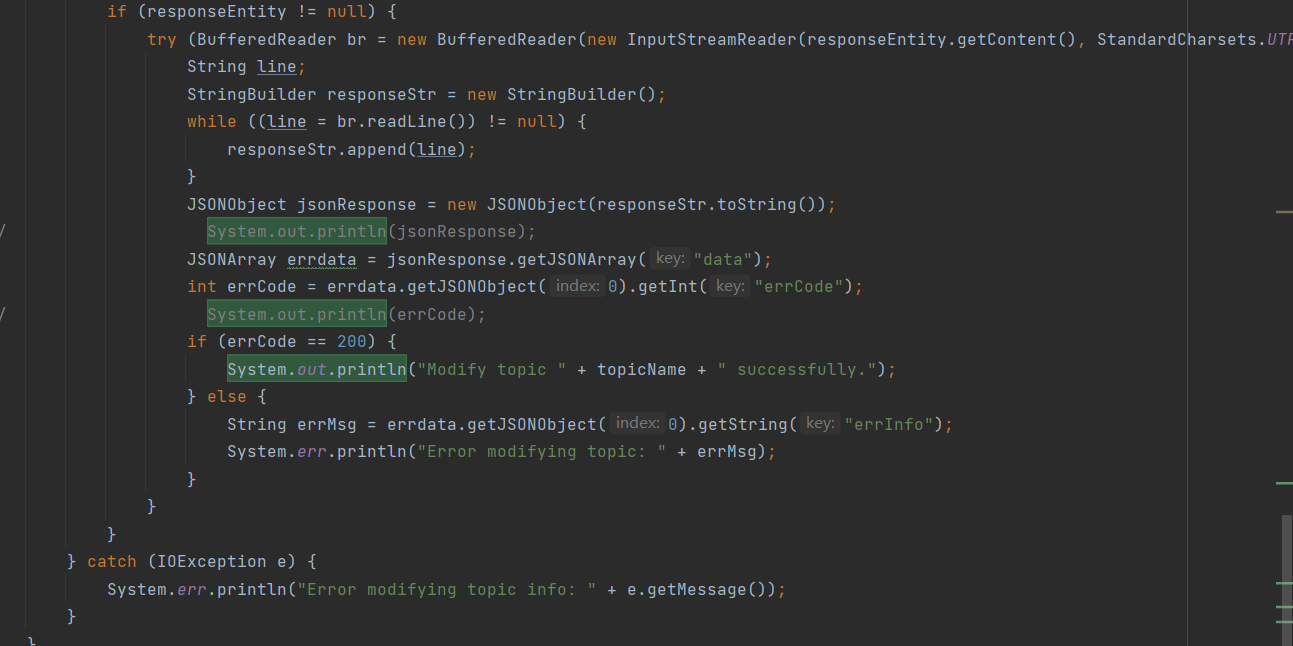 if (responseEntity != null) {
try (BufferedReader br = new BufferedReader(new InputStreamReader(responseEntity.getContent(), StandardCharsets.UTF
String line;
StringBuilder responseStr = new StringBuilder();
while ((line = br.readLine()) != null) {
responseStr.append(line);
}
JSONObject jsonResponse = new JSONObject(responseStr.toString());
/ System.out.println(jsonResponse);
JSONArray errdata = jsonResponse.getJSONArray( key: "data");
int errCode = errdata.getJSONObject( index: 0).getInt( key: "errCode");
/ System.out.println(errCode);
if (errCode == 200) {
System.out.println("Modify topic " + topicName + " successfully.");
} else {
String errMsg = errdata.getJSONObject( index: 0).getString( key: "errInfo");
System.err.println("Error modifying topic: " + errMsg);
}
}
}
} catch (IOException e) {
System.err.println("Error modifying topic info: " + e.getMessage());
}
}